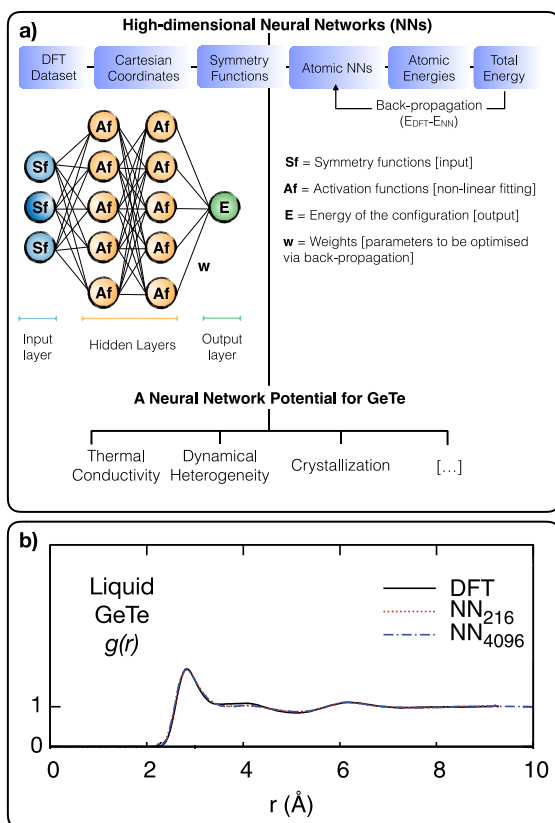 a)
High-dimensional Neural Networks (NNs)
DFT
Dataset
Cartesian
Coordinates
Symmetry
Functions
Atomic NNs
Atomic
Energies
Total
Energy
Back-propagation
(EDFT-ENN)
Af Af
Sf Af Af
Sf Af Af E
Sf Af Af
w
Af Af
Sf = Symmetry functions [input]
Af = Activation functions [non-linear fitting]
E = Energy of the configuration [output]
w = Weights [parameters to be optimised
via back-propagation]
Input
layer
Hidden Layers
Output
layer
A Neural Network Potential for GeTe
Thermal
Conductivity
Dynamical
Heterogeneity
Crystallization
[...]
b)
Liquid
GeTe
g(r)
DFT
NN216
NN4096
1
0
0 2 4 6 8 10
r (Å)